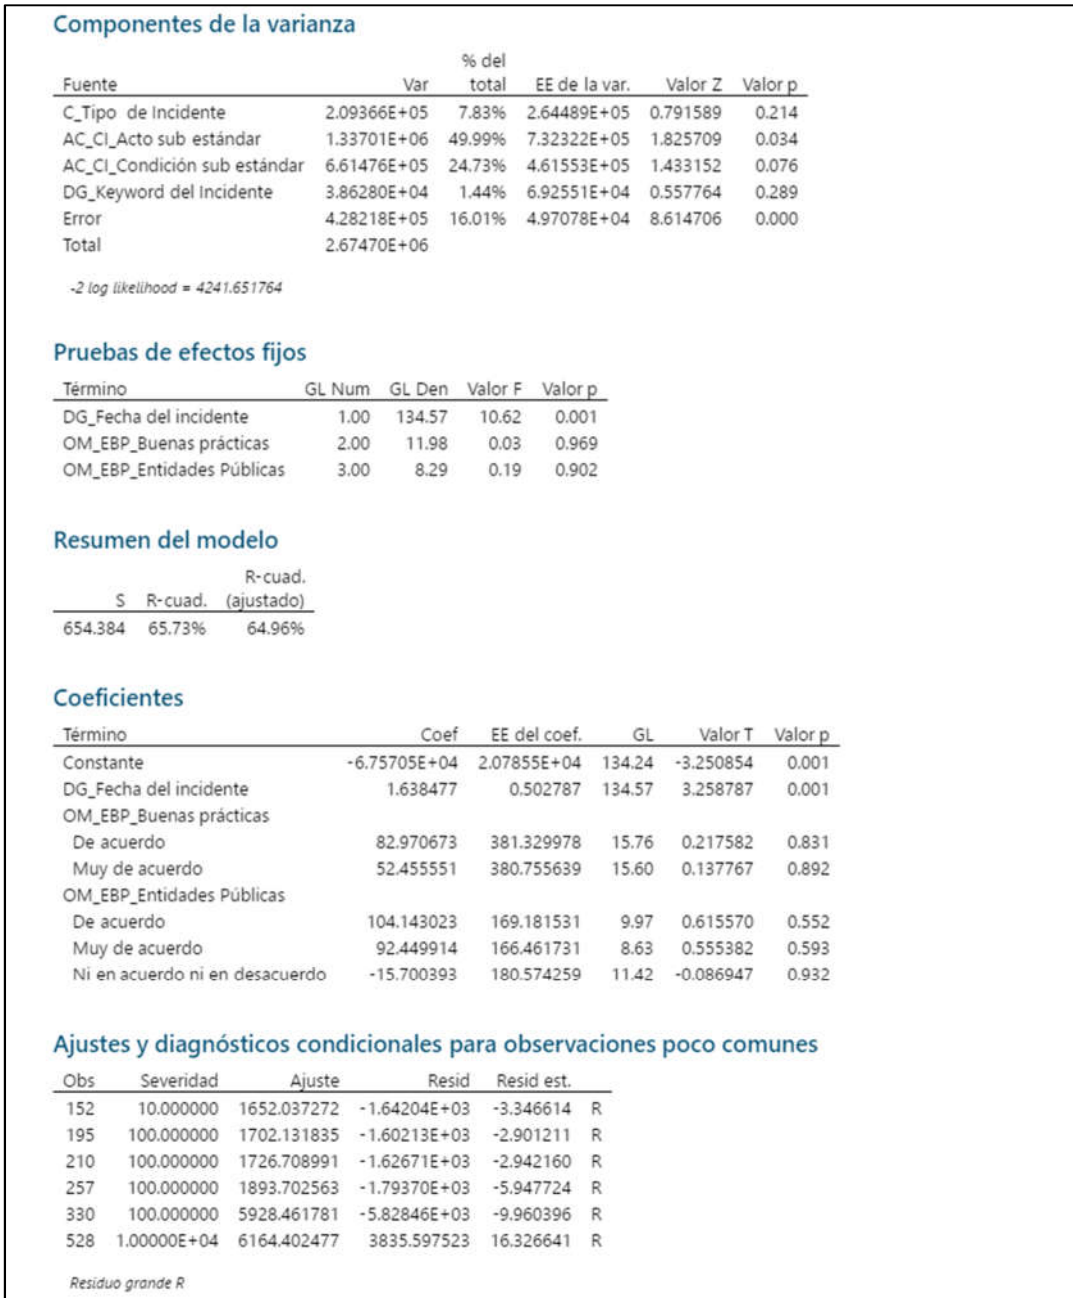 Componentes de la varianza
% del
Fuente Var total EE de la var. Valor Z Valor p
C_Tipo de Incidente 2.09366E+05 7.83% 2.64489E+05 0.791589 0.214
AC_CI_Acto sub estándar 1.33701E+06 49.99% 7.32322E+05 1.825709 0.034
AC_CI_Condición sub estándar 6.61476E+05 24.73% 4.61553E+05 1.433152 0.076
DG_Keyword del Incidente 3.86280E+04 1.44% 6.92551E+04 0.557764 0.289
Error 4.28218E+05 16.01% 4.97078E+04 8.614706 0.000
Total 2.67470E+06
-2 log likelihood = 4241.651764
Pruebas de efectos fijos
Término GL Num GL Den Valor F Valor p
DG_Fecha del incidente 1.00 134.57 10.62 0.001
OM_EBP_Buenas prácticas 2.00 11.98 0.03 0.969
OM_EBP_Entidades Públicas 3.00 8.29 0.19 0.902
Resumen del modelo
R-cuad.
S R-cuad. (ajustado)
654.384 65.73% 64.96%
Coeficientes
Término Coef EE del coef. GL Valor T Valor p
Constante -6.75705E+04 2.07855E+04 134.24 -3.250854 0.001
DG_Fecha del incidente 1.638477 0.502787 134.57 3.258787 0.001
OM_EBP_Buenas prácticas
De acuerdo 82.970673 381.329978 15.76 0.217582 0.831
Muy de acuerdo 52.455551 380.755639 15.60 0.137767 0.892
OM_EBP_Entidades Públicas
De acuerdo 104.143023 169.181531 9.97 0.615570 0.552
Muy de acuerdo 92.449914 166.461731 8.63 0.555382 0.593
Ni en acuerdo ni en desacuerdo -15.700393 180.574259 11.42 -0.086947 0.932
Ajustes y diagnósticos condicionales para observaciones poco comunes
Obs Severidad Ajuste Resid Resid est.
152 10.000000 1652.037272 -1.64204E+03 -3.346614 R
195 100.000000 1702.131835 -1.60213E+03 -2.901211 R
210 100.000000 1726.708991 -1.62671E+03 -2.942160 R
257 100.000000 1893.702563 -1.79370E+03 -5.947724 R
330 100.000000 5928.461781 -5.82846E+03 -9.960396 R
528 1.00000E+04 6164.402477 3835.597523 16.326641 R
Residuo grande R